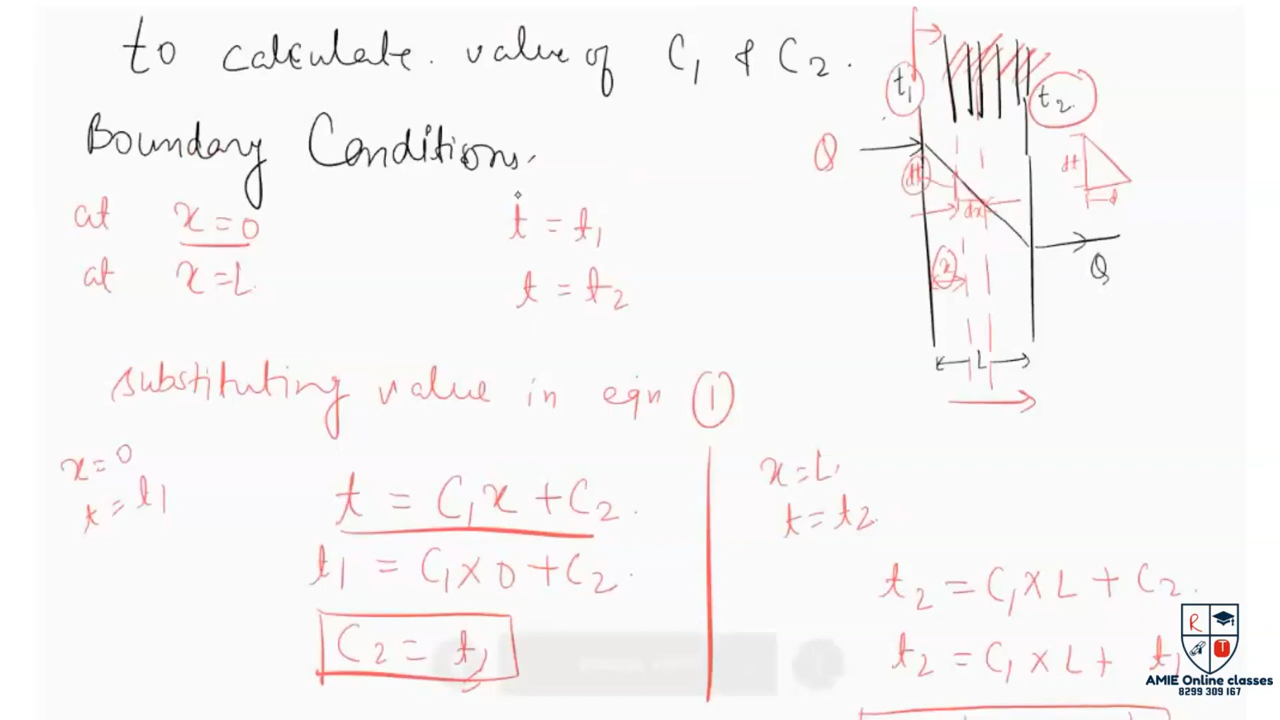 to calculate. value of C₁ & C₂.
Boundary Conditions.
at x=0 t = t₁
at x=L t = t₂
substituting value in eqn ①
x=0
t = t₁
t = C₁x + C₂.
t₁ = C₁ x 0 + C₂.
C₂ = t₁
x=L
t = t₂
t₂ = C₁ x L + C₂.
t₂ = C₁ x L + t₁
t₁
t₂
Q
dt
dx
x
Q
L
dt
d
R
T
AMIE Online classes
8299 309 167